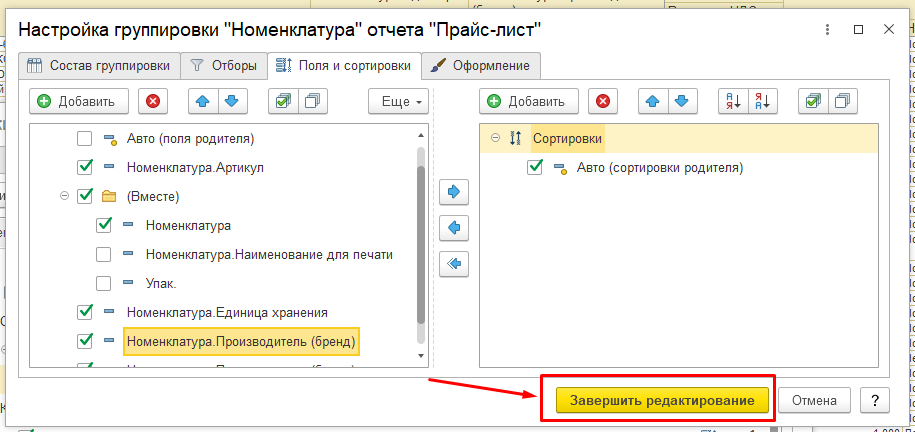 Настройка группировки "Номенклатура" отчета "Прайс-лист"
Состав группировки Отборы Поля и сортировки Оформление
Добавить Еще Добавить
Авто (поля родителя)
Номенклатура.Артикул
(Вместе)
Номенклатура
Номенклатура.Наименование для печати
Упак.
Номенклатура.Единица хранения
Номенклатура.Производитель (бренд)
Сортировки
Авто (сортировки родителя)
Завершить редактирование Отмена ?